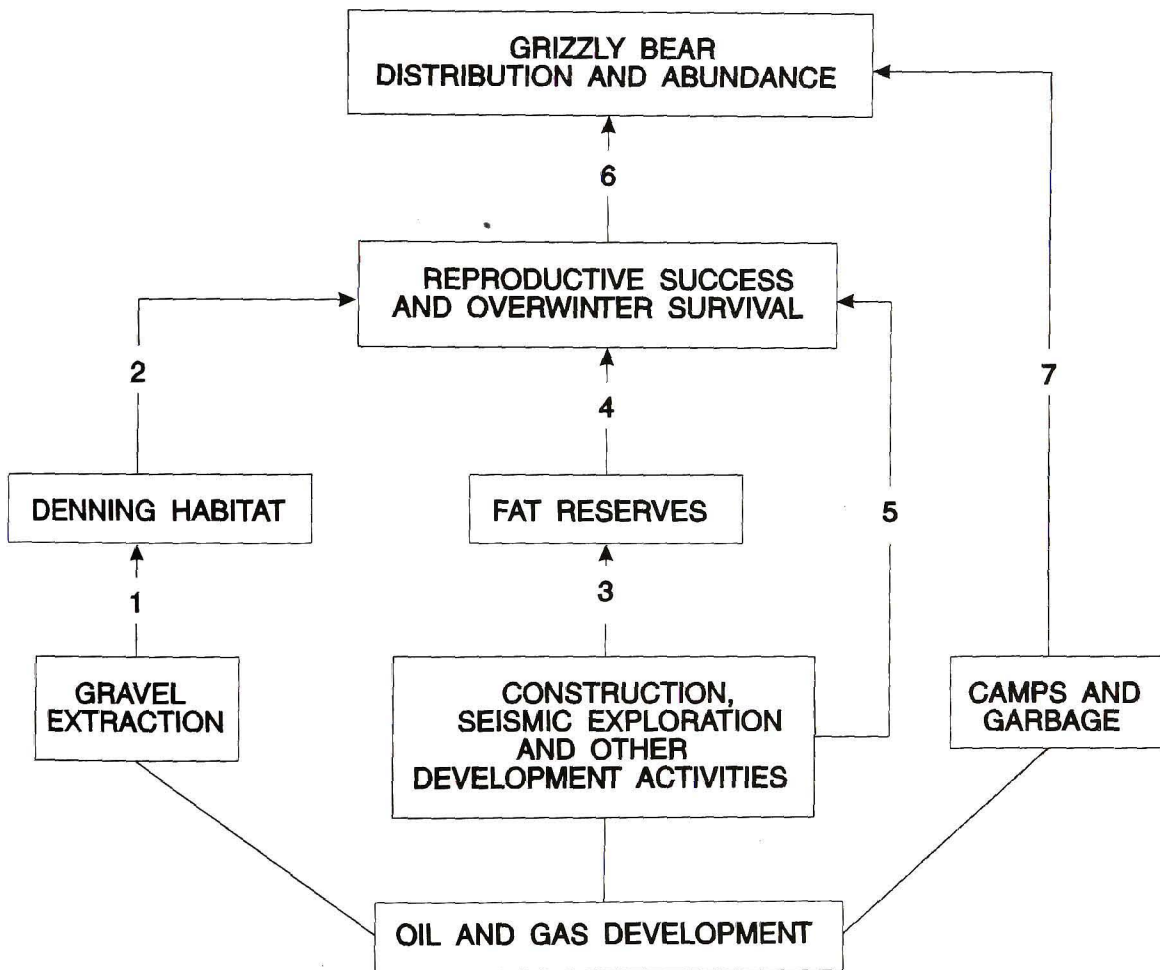 GRIZZLY BEAR
DISTRIBUTION AND ABUNDANCE
6
REPRODUCTIVE SUCCESS
AND OVERWINTER SURVIVAL
2
4
7
DENNING HABITAT
FAT RESERVES
5
1
3
GRAVEL
EXTRACTION
CONSTRUCTION,
SEISMIC EXPLORATION
AND OTHER
DEVELOPMENT ACTIVITIES
CAMPS AND
GARBAGE
OIL AND GAS DEVELOPMENT